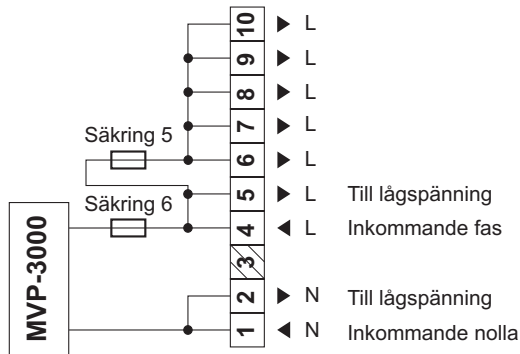 10 L
9 L
8 L
7 L
Säkring 5
6 L
5 L Till lågspänning
Säkring 6
4 L Inkommande fas
3
MVP-3000
2 N Till lågspänning
1 N Inkommande nolla